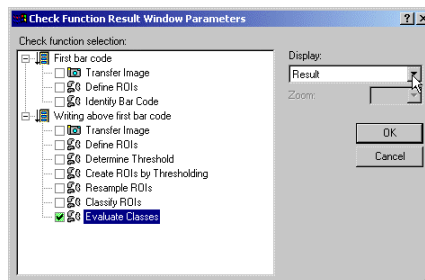 Check Function Result Window Parameters
Check function selection:
First bar code
Transfer Image
Define ROIs
Identify Bar Code
Writing above first bar code
Transfer Image
Define ROIs
Determine Threshold
Create ROIs by Thresholding
Resample ROIs
Classify ROIs
Evaluate Classes
Display:
Result
Zoom:
OK
Cancel